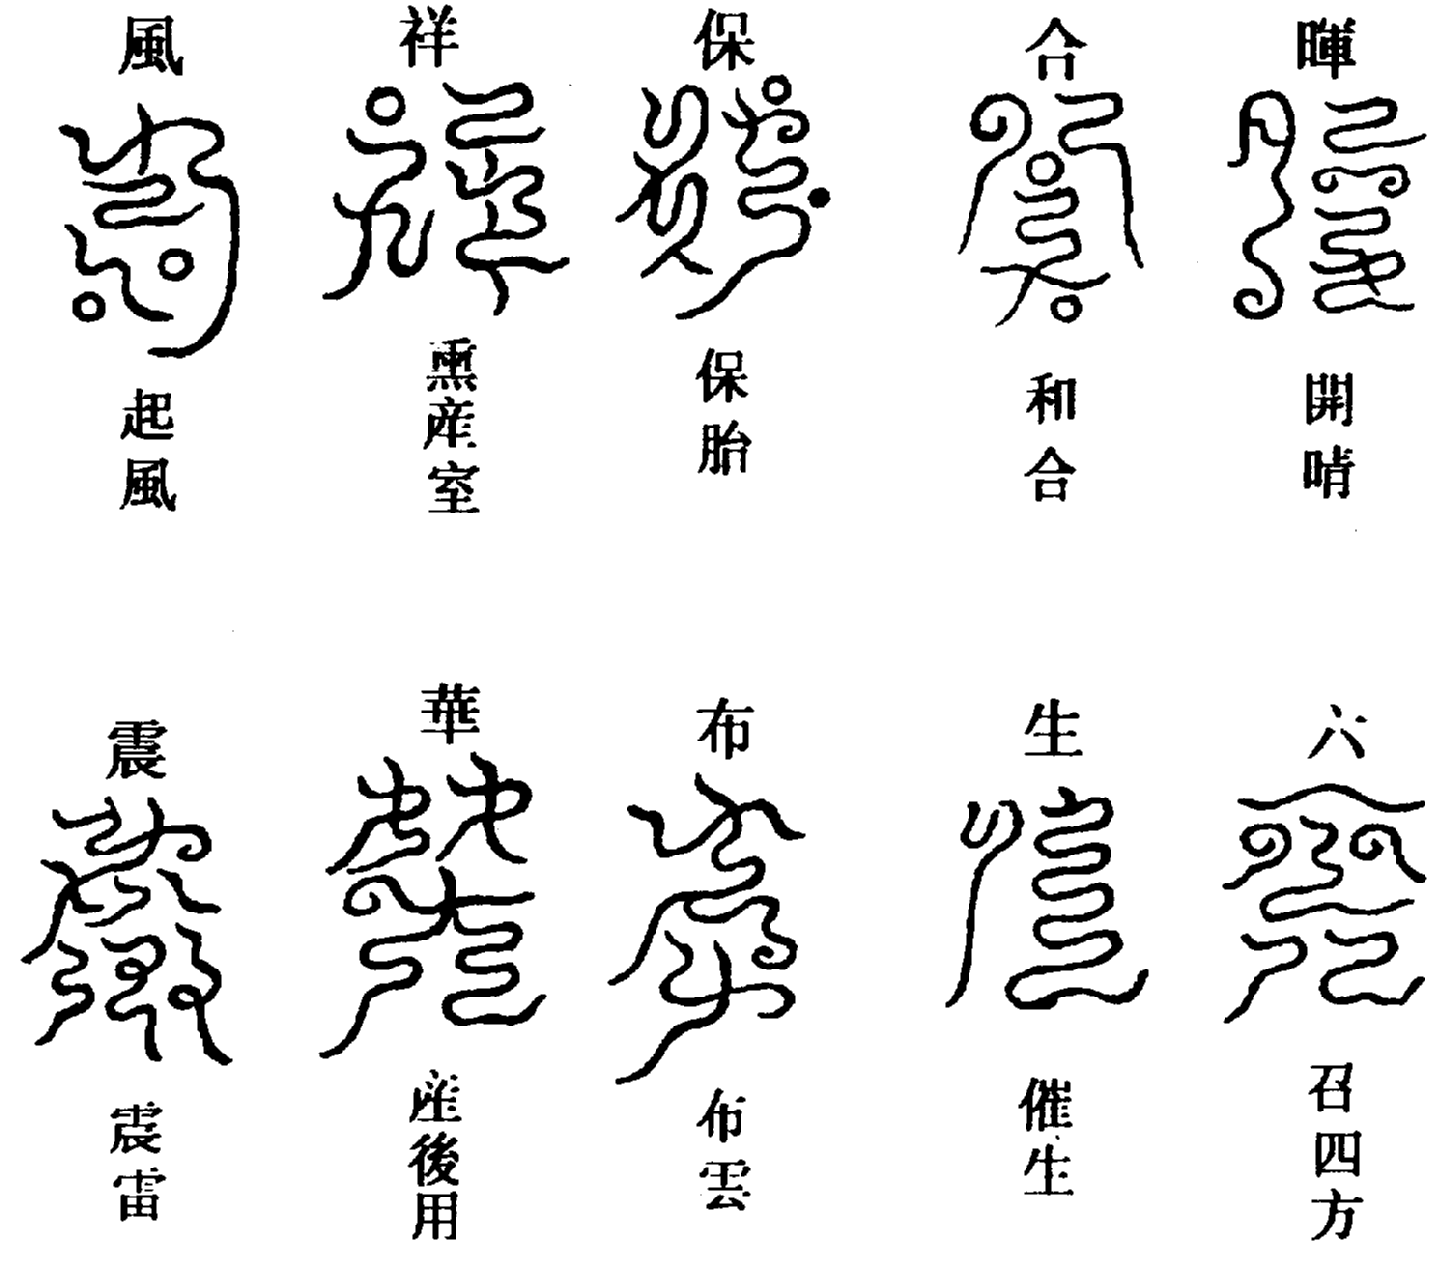 暉
開晴
合
和合
保
保胎
祥
熏産室
風
起風
六
召四方
生
催生
布
布雲
華
産後用
震
震雷